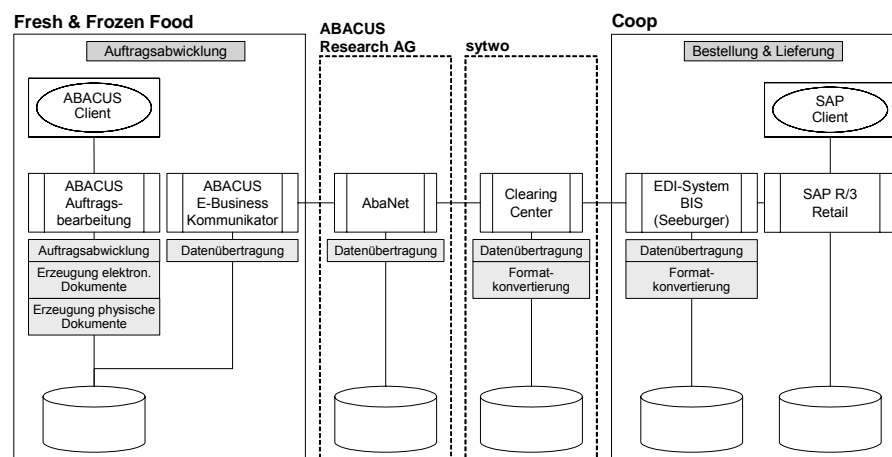 Fresh & Frozen Food
ABACUS
Research AG
sytwo
Coop
Auftragsabwicklung
Bestellung & Lieferung
ABACUS
Client
SAP
Client
ABACUS
Auftrags-
bearbeitung
ABACUS
E-Business
Kommunikator
AbaNet
Clearing
Center
EDI-System
BIS
(Seeburger)
SAP R/3
Retail
Auftragsabwicklung
Erzeugung elektron.
Dokumente
Erzeugung physische
Dokumente
Datenübertragung
Datenübertragung
Datenübertragung
Format-
konvertierung
Datenübertragung
Format-
konvertierung